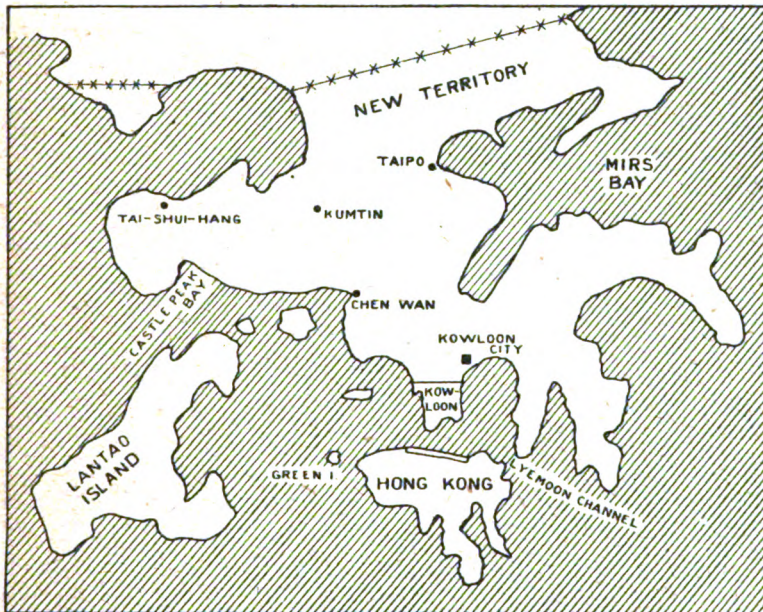 NEW TERRITORY
TAIPO
MIRS
BAY
TAI-SHUI-HANG
KUMTIN
CASTLE PEAK
BAY
CHEN WAN
KOWLOON
CITY
KOW-
LOON
LANTAO
ISLAND
GREEN I.
HONG KONG
LYEMOON CHANNEL